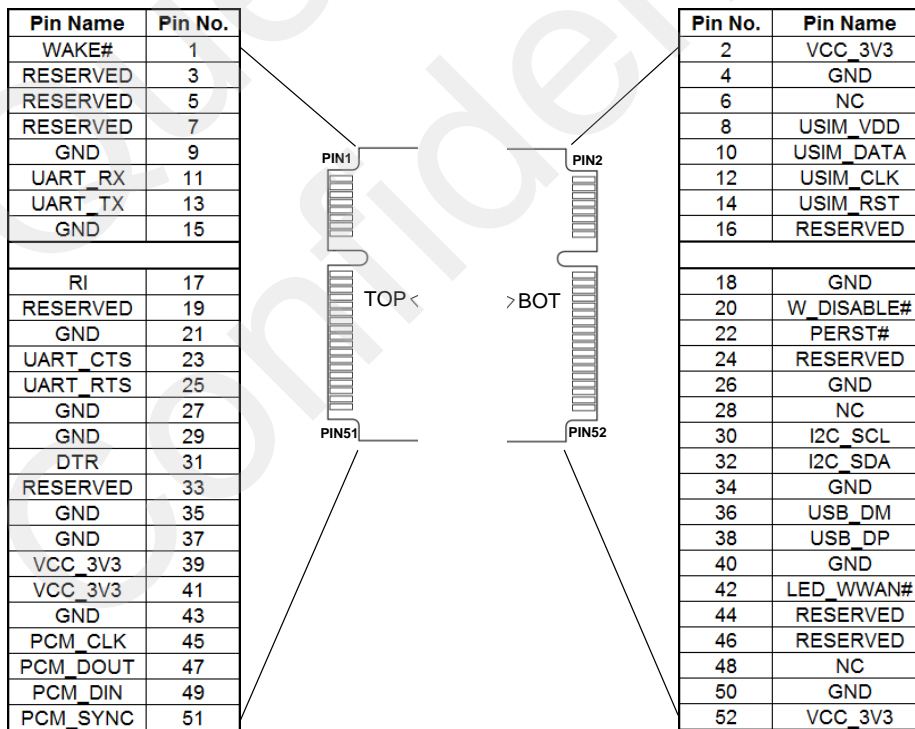 Pin Name Pin No.
WAKE# 1
RESERVED 3
RESERVED 5
RESERVED 7
GND 9
UART_RX 11
UART_TX 13
GND 15
RI 17
RESERVED 19
GND 21
UART_CTS 23
UART_RTS 25
GND 27
GND 29
DTR 31
RESERVED 33
GND 35
GND 37
VCC_3V3 39
VCC_3V3 41
GND 43
PCM_CLK 45
PCM_DOUT 47
PCM_DIN 49
PCM_SYNC 51
PIN1
TOP
PIN51
PIN2
BOT
PIN52
Pin No. Pin Name
2 VCC_3V3
4 GND
6 NC
8 USIM_VDD
10 USIM_DATA
12 USIM_CLK
14 USIM_RST
16 RESERVED
18 GND
20 W_DISABLE#
22 PERST#
24 RESERVED
26 GND
28 NC
30 I2C_SCL
32 I2C_SDA
34 GND
36 USB_DM
38 USB_DP
40 GND
42 LED_WWAN#
44 RESERVED
46 RESERVED
48 NC
50 GND
52 VCC_3V3